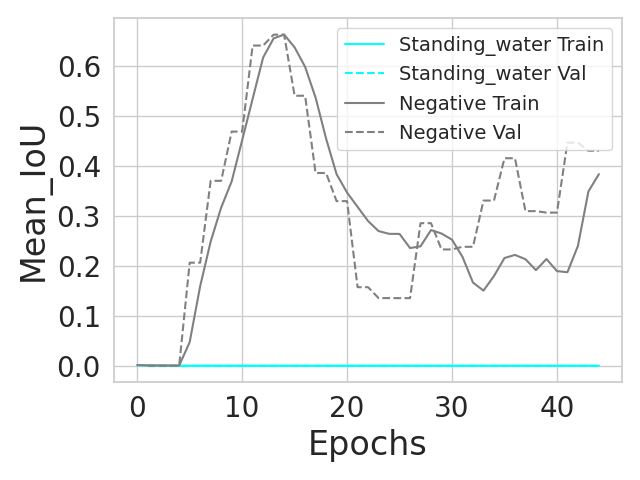 Standing_water Train
Standing_water Val
Negative Train
Negative Val
Mean_IoU
0.6
0.5
0.4
0.3
0.2
0.1
0.0
0 10 20 30 40
Epochs